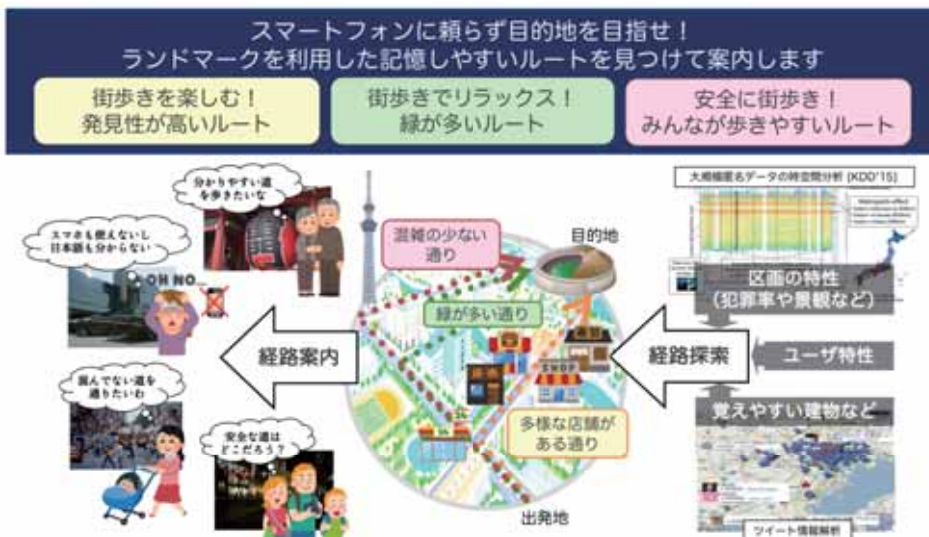 スマートフォンに頼らず目的地を目指せ！
ランドマークを利用した記憶しやすいルートを見つけて案内します
街歩きを楽しむ！
発見性が高いルート
街歩きでリラックス！
緑が多いルート
安全に街歩き！
みんなが歩きやすいルート
分かりやすい道
を歩きたいな
スマホも使えないし
日本語も分からない
OH NO...
混んでない道を
通りたいわ
安全な道は
どこだろう？
経路案内
混雑の少ない
通り
目的地
緑が多い通り
SHOP
多様な店舗が
ある通り
出発地
経路探索
大規模匿名データの時空間分析 [KDD'15]
区画の特性
（犯罪率や景観など）
ユーザ特性
覚えやすい建物など
ツイート情報解析